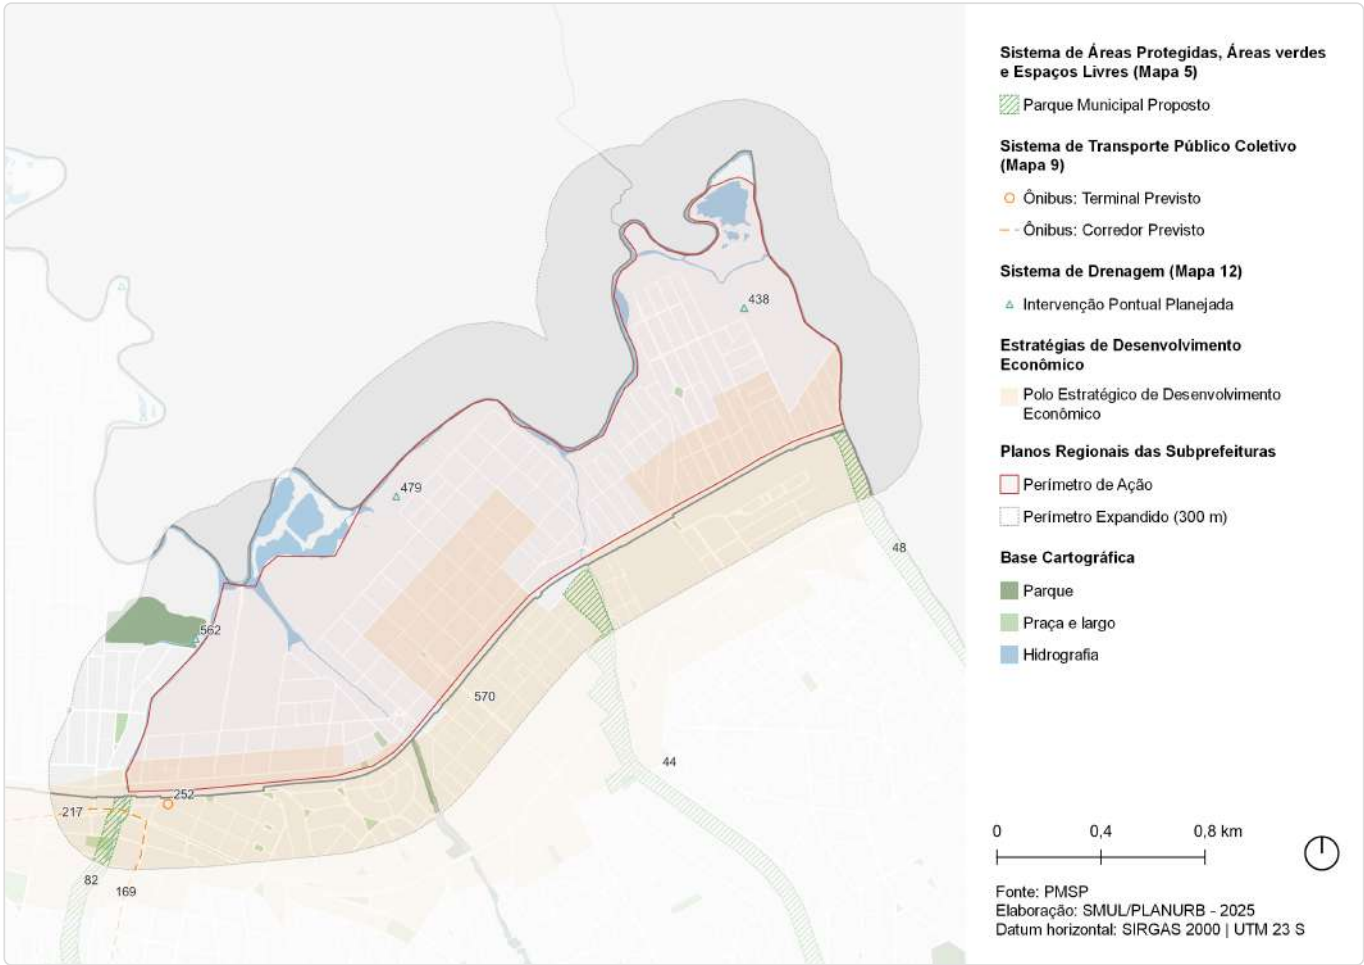 438
479
48
562
570
44
252
217
82
169
Sistema de Áreas Protegidas, Áreas verdes
e Espaços Livres (Mapa 5)
Parque Municipal Proposto
Sistema de Transporte Público Coletivo
(Mapa 9)
Ônibus: Terminal Previsto
Ônibus: Corredor Previsto
Sistema de Drenagem (Mapa 12)
Intervenção Pontual Planejada
Estratégias de Desenvolvimento
Econômico
Polo Estratégico de Desenvolvimento
Econômico
Planos Regionais das Subprefeituras
Perímetro de Ação
Perímetro Expandido (300 m)
Base Cartográfica
Parque
Praça e largo
Hidrografia
0 0,4 0,8 km
Fonte: PMSP
Elaboração: SMUL/PLANURB - 2025
Datum horizontal: SIRGAS 2000 | UTM 23 S